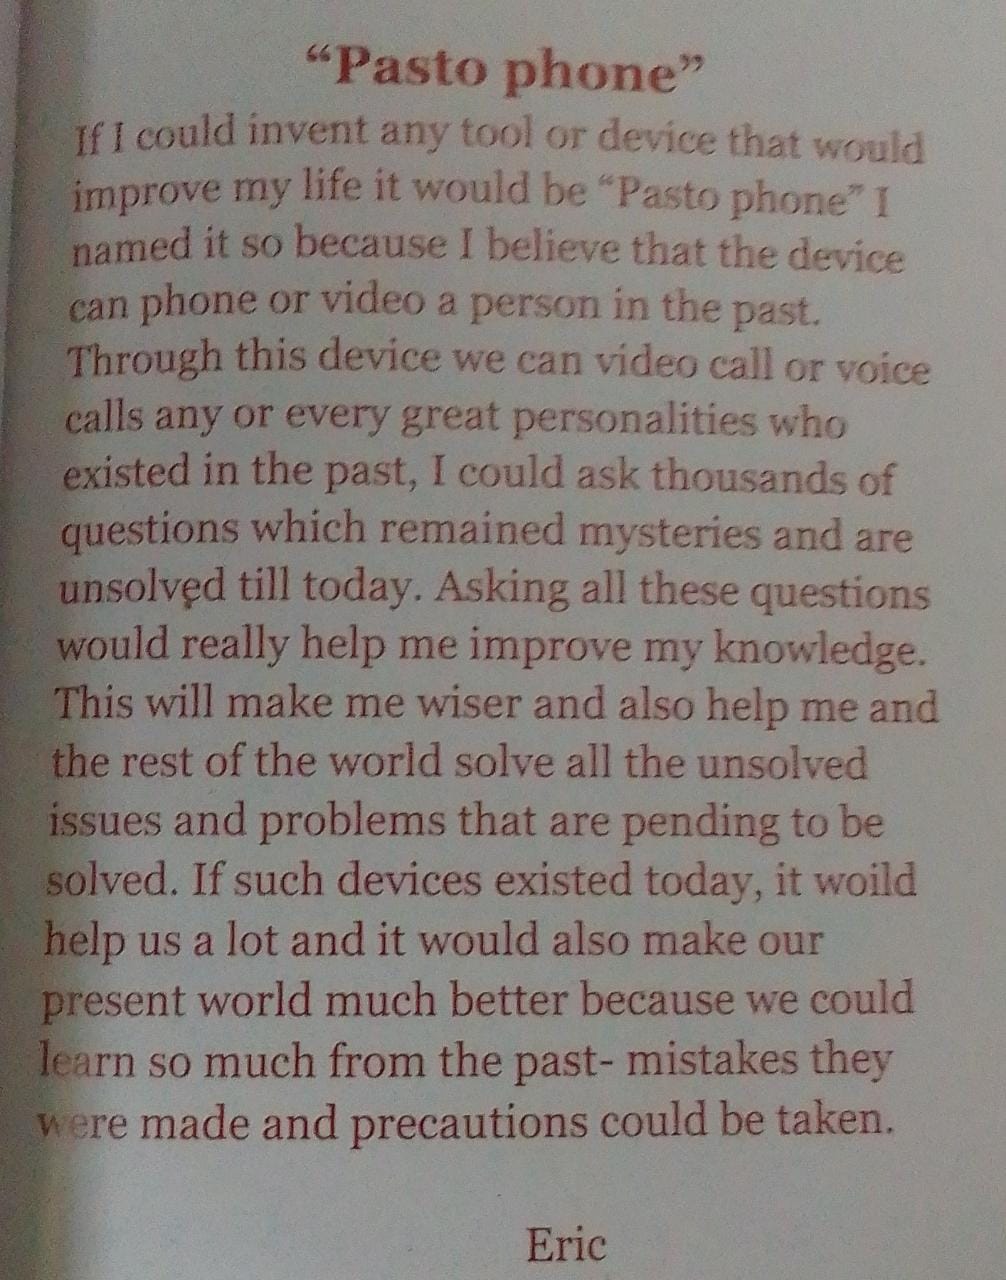 “Pasto phone”
If I could invent any tool or device that would
improve my life it would be “Pasto phone” I
named it so because I believe that the device
can phone or video a person in the past.
Through this device we can video call or voice
calls any or every great personalities who
existed in the past, I could ask thousands of
questions which remained mysteries and are
unsolved till today. Asking all these questions
would really help me improve my knowledge.
This will make me wiser and also help me and
the rest of the world solve all the unsolved
issues and problems that are pending to be
solved. If such devices existed today, it woild
help us a lot and it would also make our
present world much better because we could
learn so much from the past- mistakes they
were made and precautions could be taken.
Eric